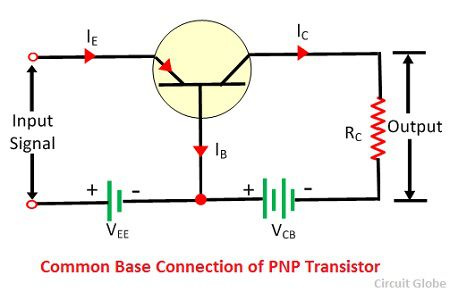 I_E
I_C
Input
Signal
R_C
Output
I_B
+ -
+ -
V_EE
V_CB
Common Base Connection of PNP Transistor
Circuit Globe